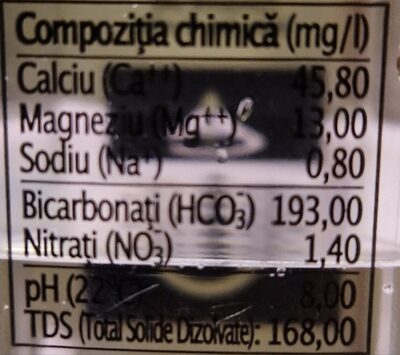 Compoziția chimică (mg/l)
Calciu (Ca++) 45,80
Magneziu (Mg++) 13,00
Sodiu (Na+) 0,80
Bicarbonați (HCO3-) 193,00
Nitrați (NO3-) 1,40
pH (22°C) 8,00
TDS (Total Solide Dizolvate): 168,00